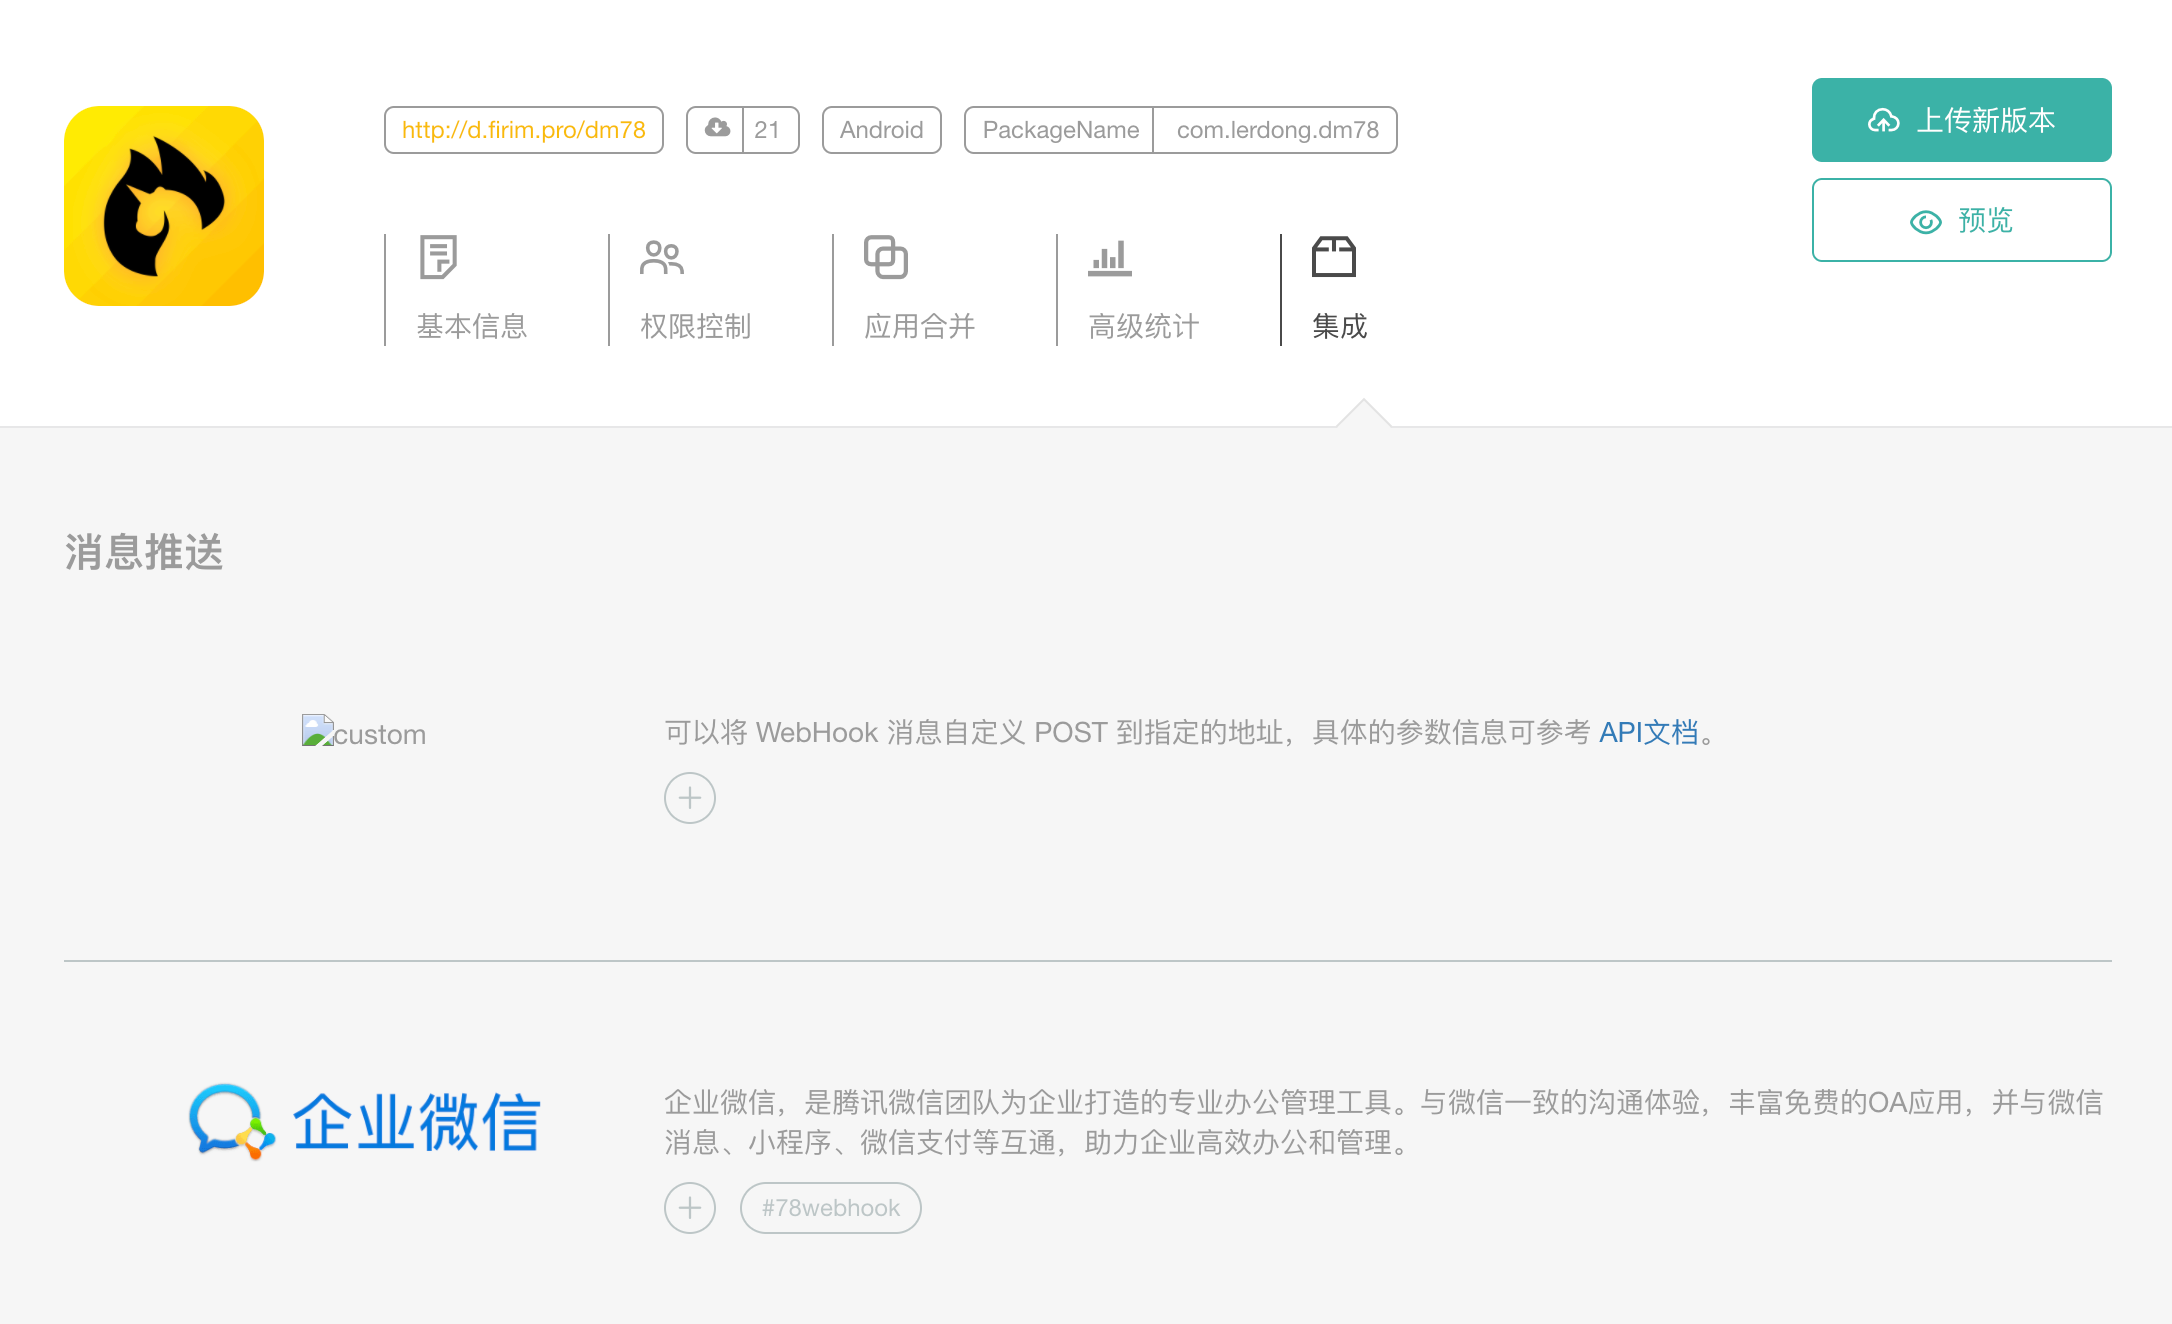 http://d.firim.pro/dm78
21
Android
PackageName com.lerdong.dm78
上传新版本
预览
基本信息
权限控制
应用合并
高级统计
集成
消息推送
custom
可以将 WebHook 消息自定义 POST 到指定的地址，具体的参数信息可参考 API文档。
企业微信
企业微信，是腾讯微信团队为企业打造的专业办公管理工具。与微信一致的沟通体验，丰富免费的OA应用，并与微信
消息、小程序、微信支付等互通，助力企业高效办公和管理。
#78webhook